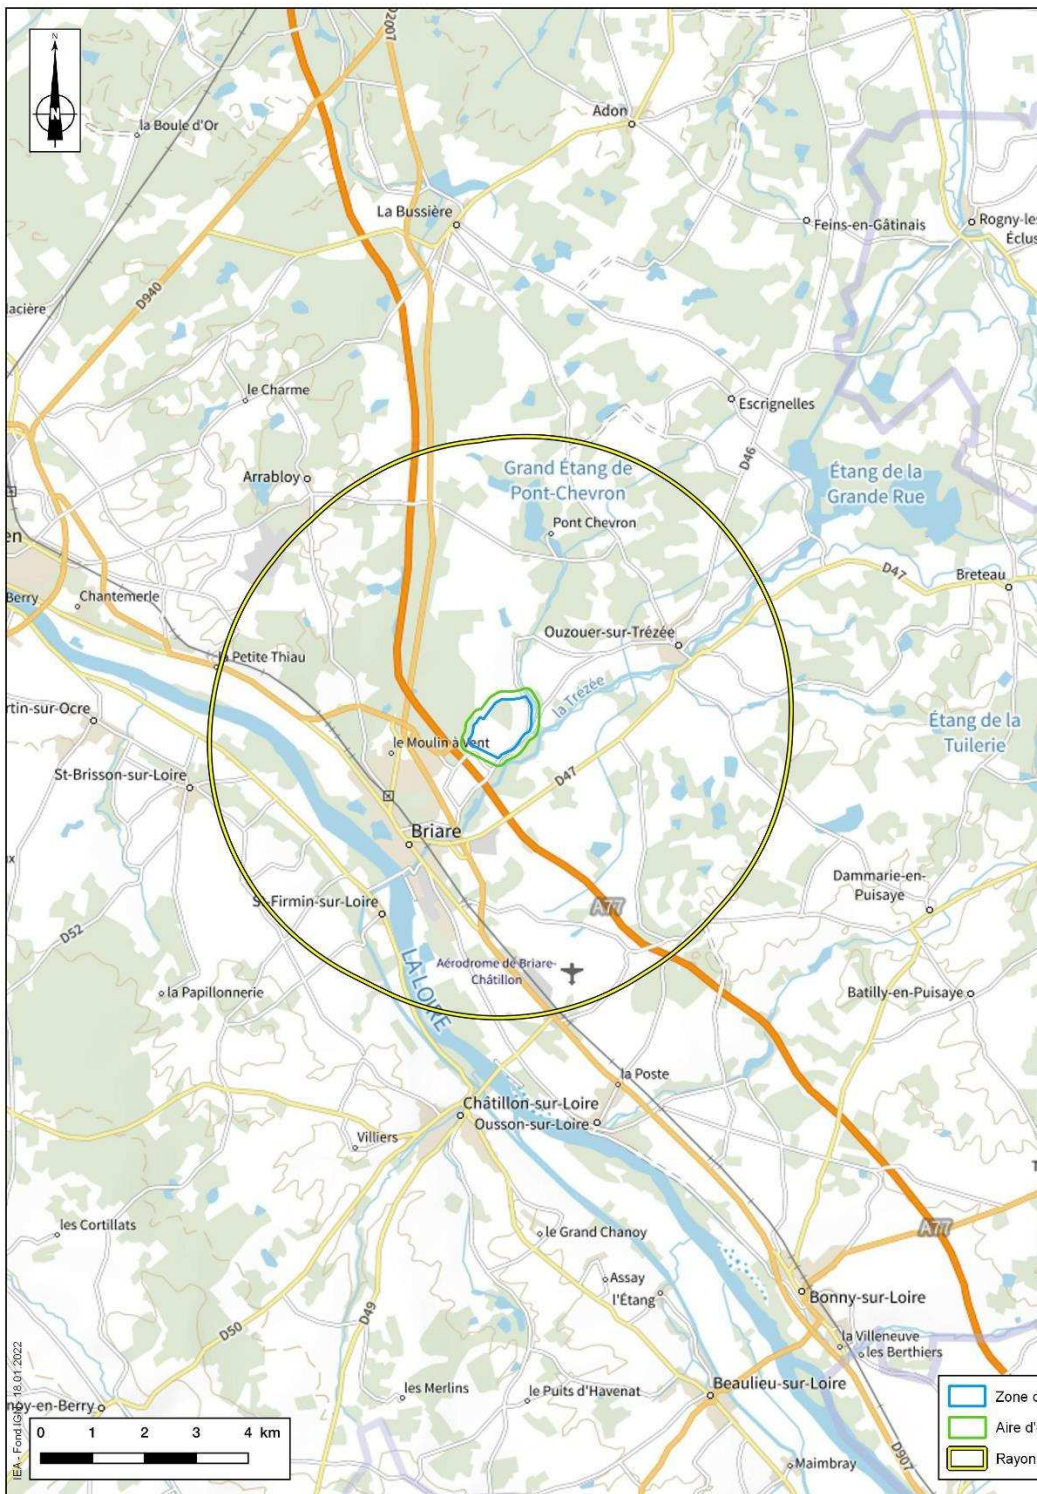 N
N
D2007
la Boule d'Or
Adon
La Bussière
Feins-en-Gâtinais
Rogny-les
Éclus
D940
lacière
le Charme
Escrignelles
D46
Arrabloy
Grand Étang de
Pont-Chevron
Étang de la
Grande Rue
Pont Chevron
en
D47
Breteau
Berry
Chantemerle
Ouzouer-sur-Trézée
la Petite Thiau
la Trézée
rtin-sur-Ocre
Étang de la
Tuilerie
le Moulin à Vent
St-Brisson-sur-Loire
D47
Briare
Dammarie-en-
Puisaye
St-Firmin-sur-Loire
A77
D52
LA LOIRE
Aérodrome de Briare-
Châtillon
la Papillonnerie
Batilly-en-Puisaye
la Poste
Châtillon-sur-Loire
Ousson-sur-Loire
Villiers
les Cortillats
le Grand Chanoy
A77
Assay
l'Étang
Bonny-sur-Loire
D49
D50
la Villeneuve
les Berthiers
les Merlins
le Puits d'Havenat
Beaulieu-sur-Loire
noy-en-Berry
D907
Maimbray
IEA - Fond IGN - 18.01.2022
0 1 2 3 4 km
Zone d
Aire d'
Rayon